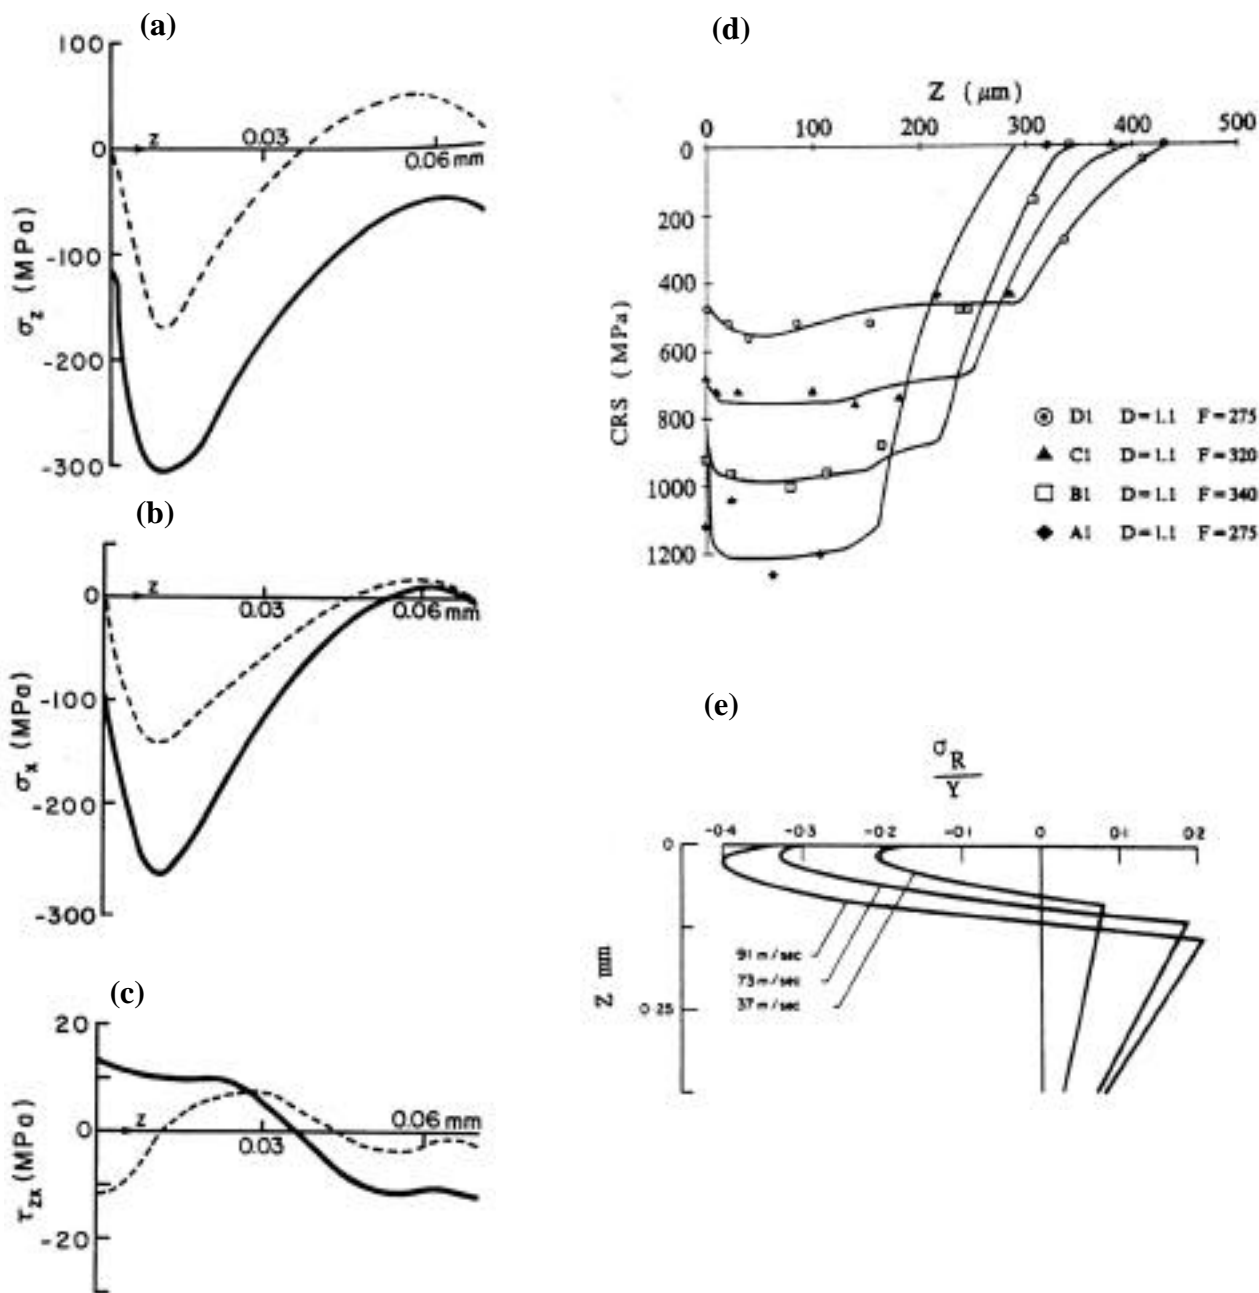 (a)
100
0
-100
-200
-300
σz (MPa)
z
0.03
0.06 mm
(b)
0
-100
-200
-300
σx (MPa)
z
0.03
0.06 mm
(c)
20
0
-20
τzx (MPa)
z
0.03
0.06 mm
(d)
Z (μm)
0 100 200 300 400 500
0
200
400
600
800
1000
1200
CRS (MPa)
D1 D=1.1 F=275
C1 D=1.1 F=320
B1 D=1.1 F=340
A1 D=1.1 F=275
(e)
σR
Y
-0·4 -0·3 -0·2 -0·1 0 0·1 0·2
0
0·25
Z mm
91 m/sec
73 m/sec
37 m/sec